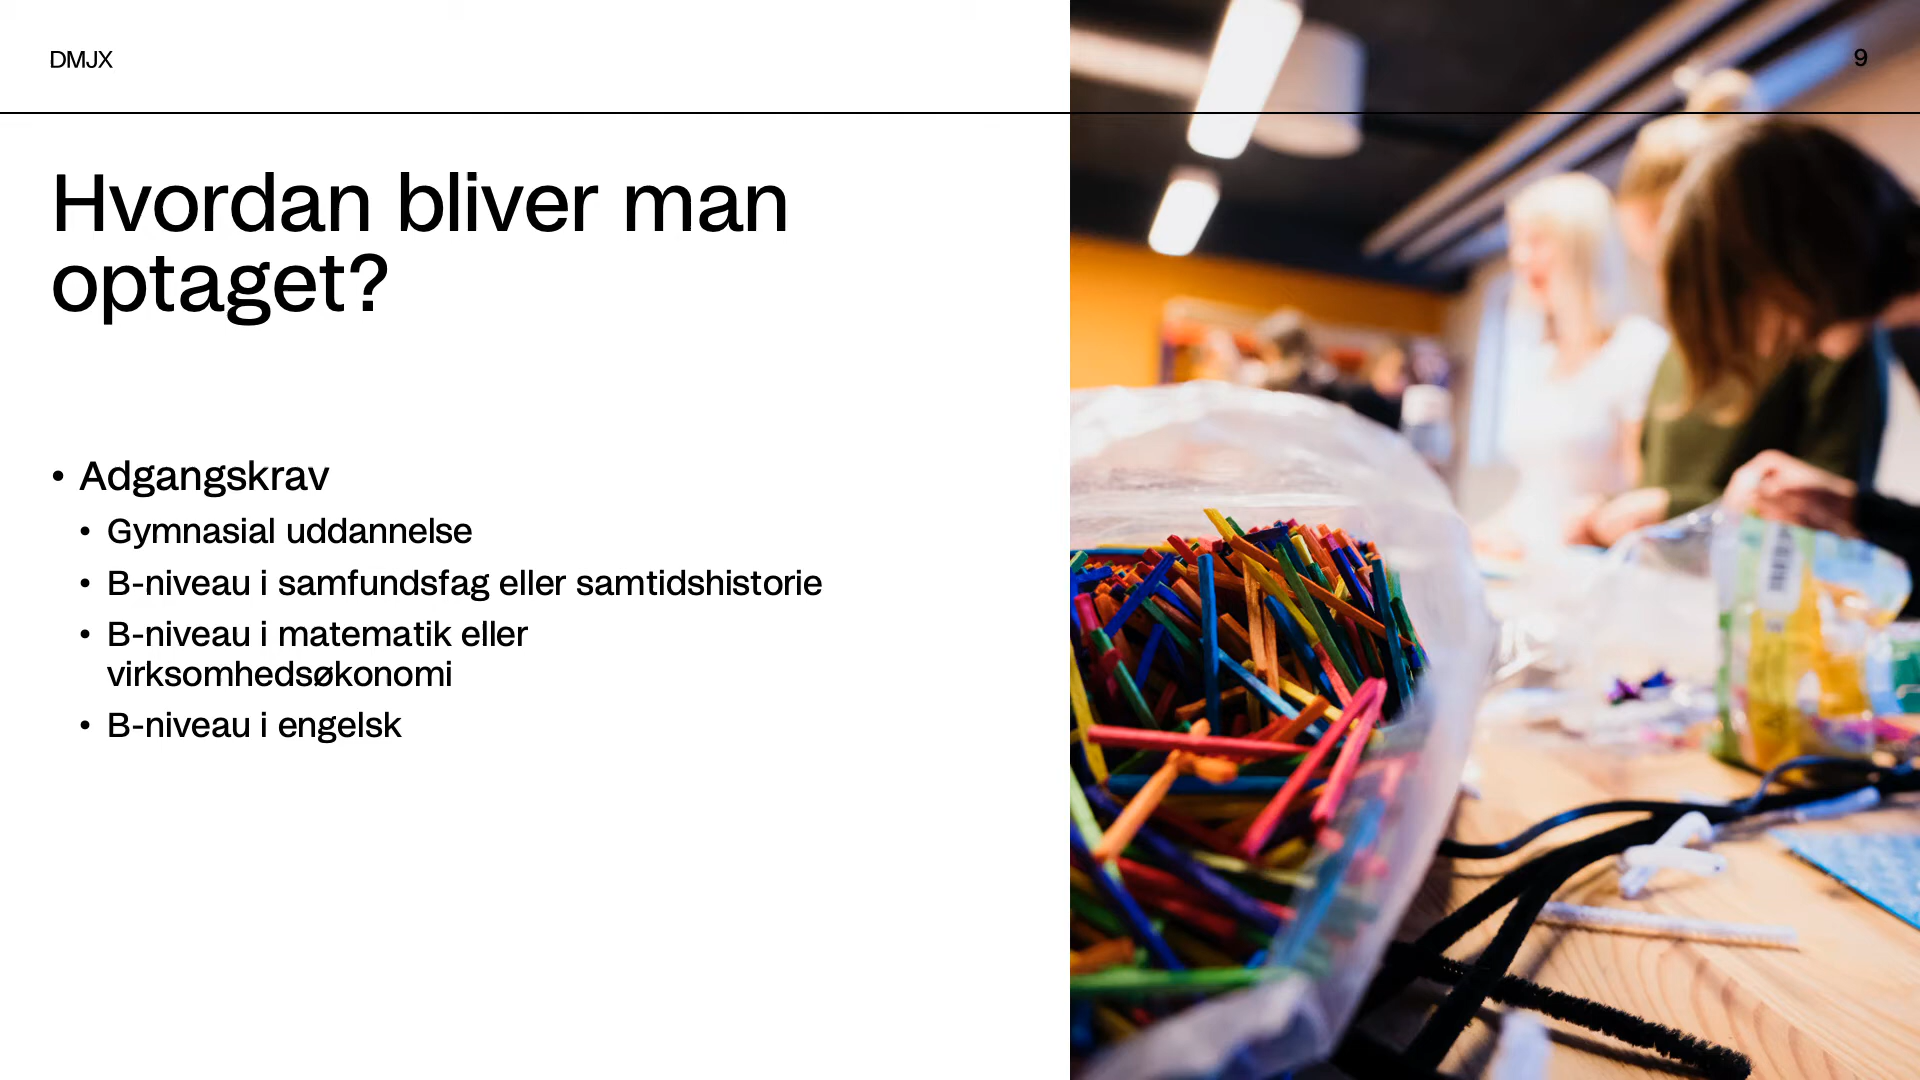 DMJX
9
Hvordan bliver man
optaget?
• Adgangskrav
• Gymnasial uddannelse
• B-niveau i samfundsfag eller samtidshistorie
• B-niveau i matematik eller
virksomhedsøkonomi
• B-niveau i engelsk